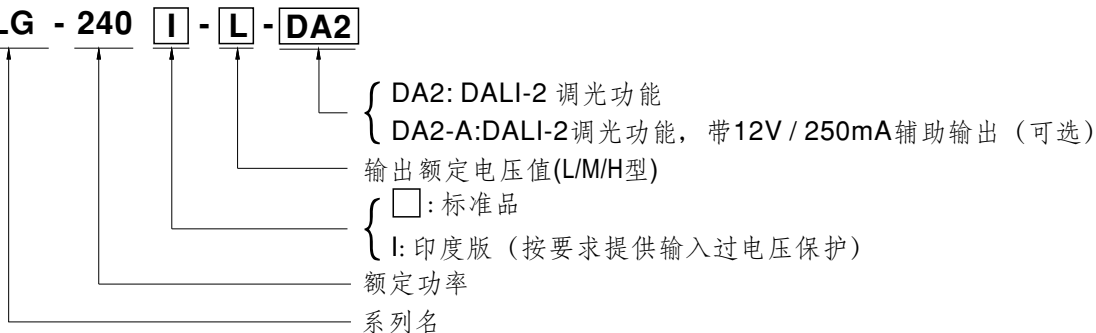 LG - 240 I - L - DA2
DA2: DALI-2 调光功能
DA2-A:DALI-2调光功能，带12V / 250mA辅助输出（可选）
输出额定电压值(L/M/H型)
□: 标准品
I: 印度版（按要求提供输入过电压保护）
额定功率
系列名